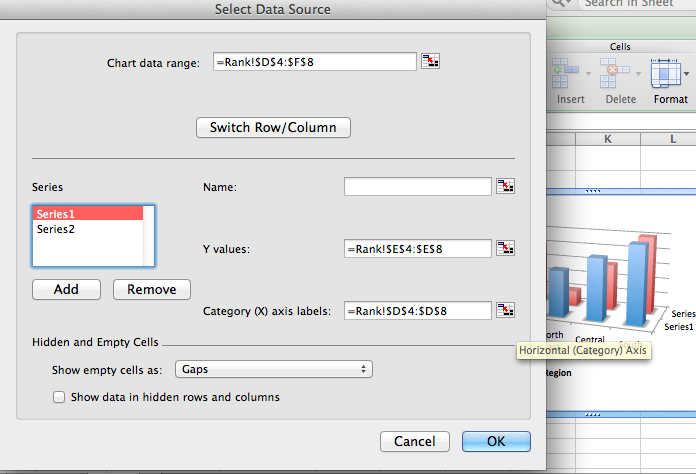 Select Data Source
Search in Sheet
Chart data range: =Rank!$D$4:$F$8
Cells
Insert Delete Format
Switch Row/Column
K L
Series
Name:
Series1
Series2
Y values: =Rank!$E$4:$E$8
Add Remove
Category (X) axis labels: =Rank!$D$4:$D$8
Series
Series1
orth Central
Horizontal (Category) Axis
Region
Hidden and Empty Cells
Show empty cells as: Gaps
Show data in hidden rows and columns
Cancel OK